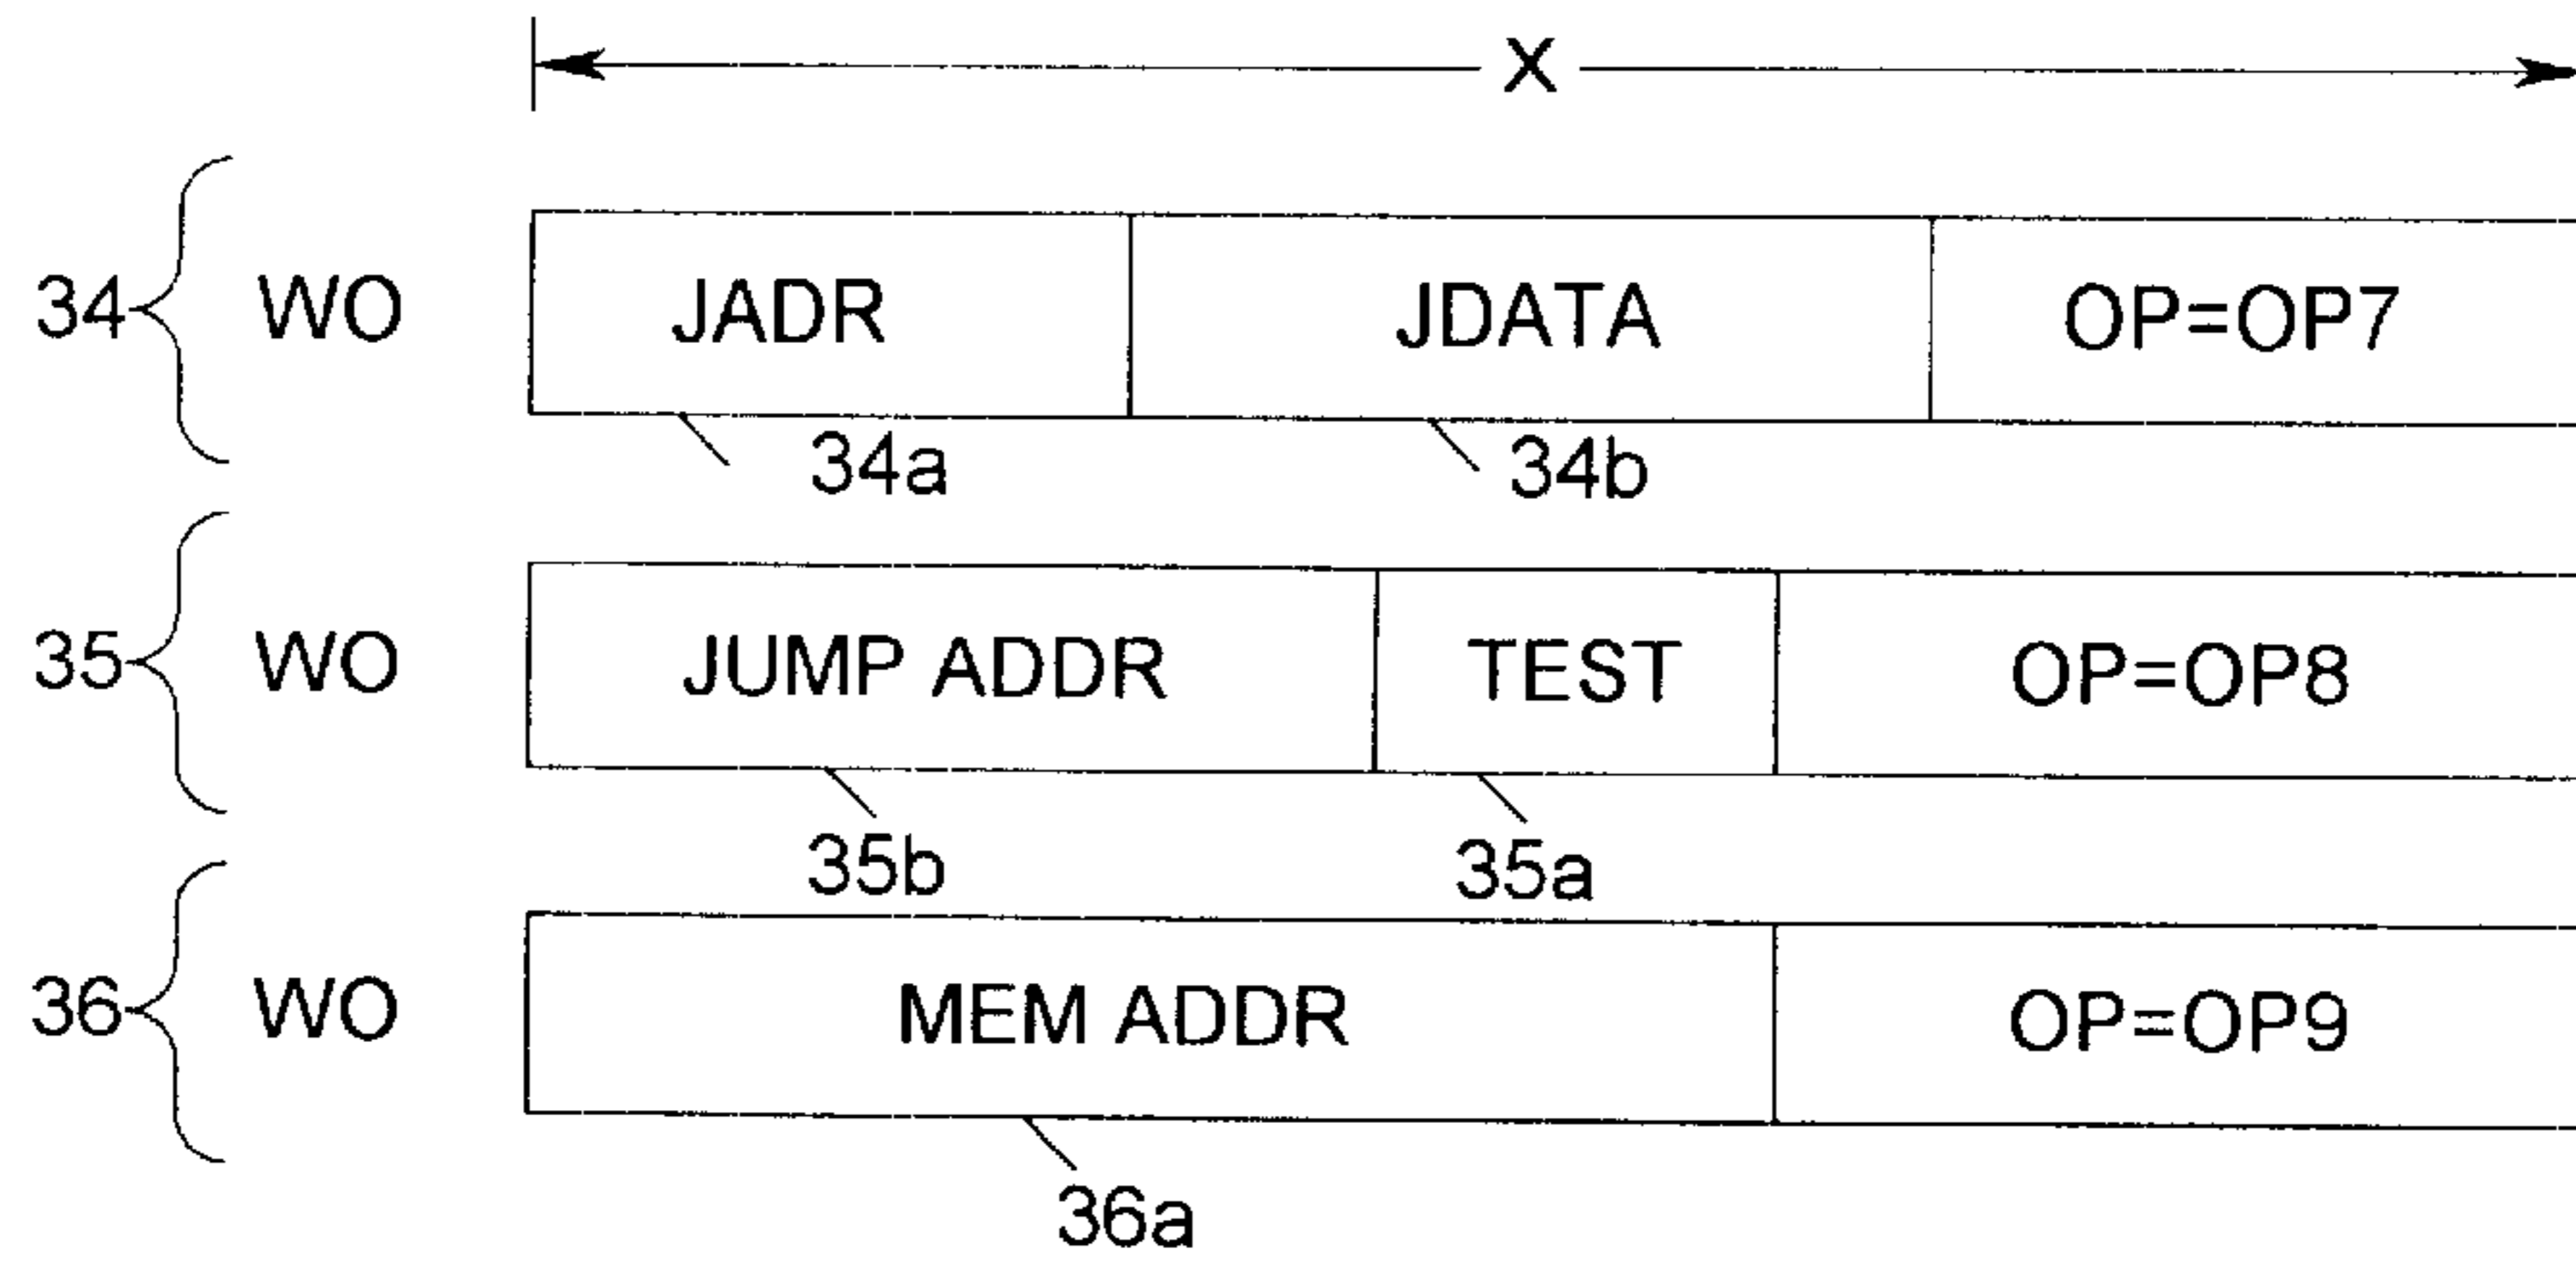 X
34 WO JADR JDATA OP=OP7
34a 34b
35 WO JUMP ADDR TEST OP=OP8
35b 35a
36 WO MEM ADDR OP=OP9
36a